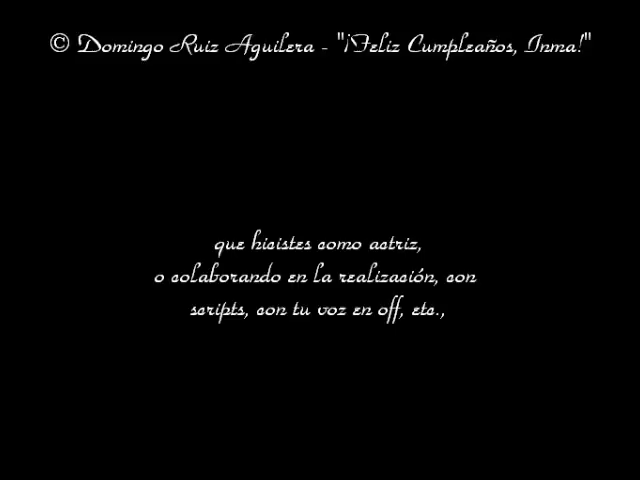 © Domingo Ruiz Aguilera - "¡Feliz Cumpleaños, Inma!"
que hicistes como actriz,
o colaborando en la realización, con
scripts, con tu voz en off, etc.,